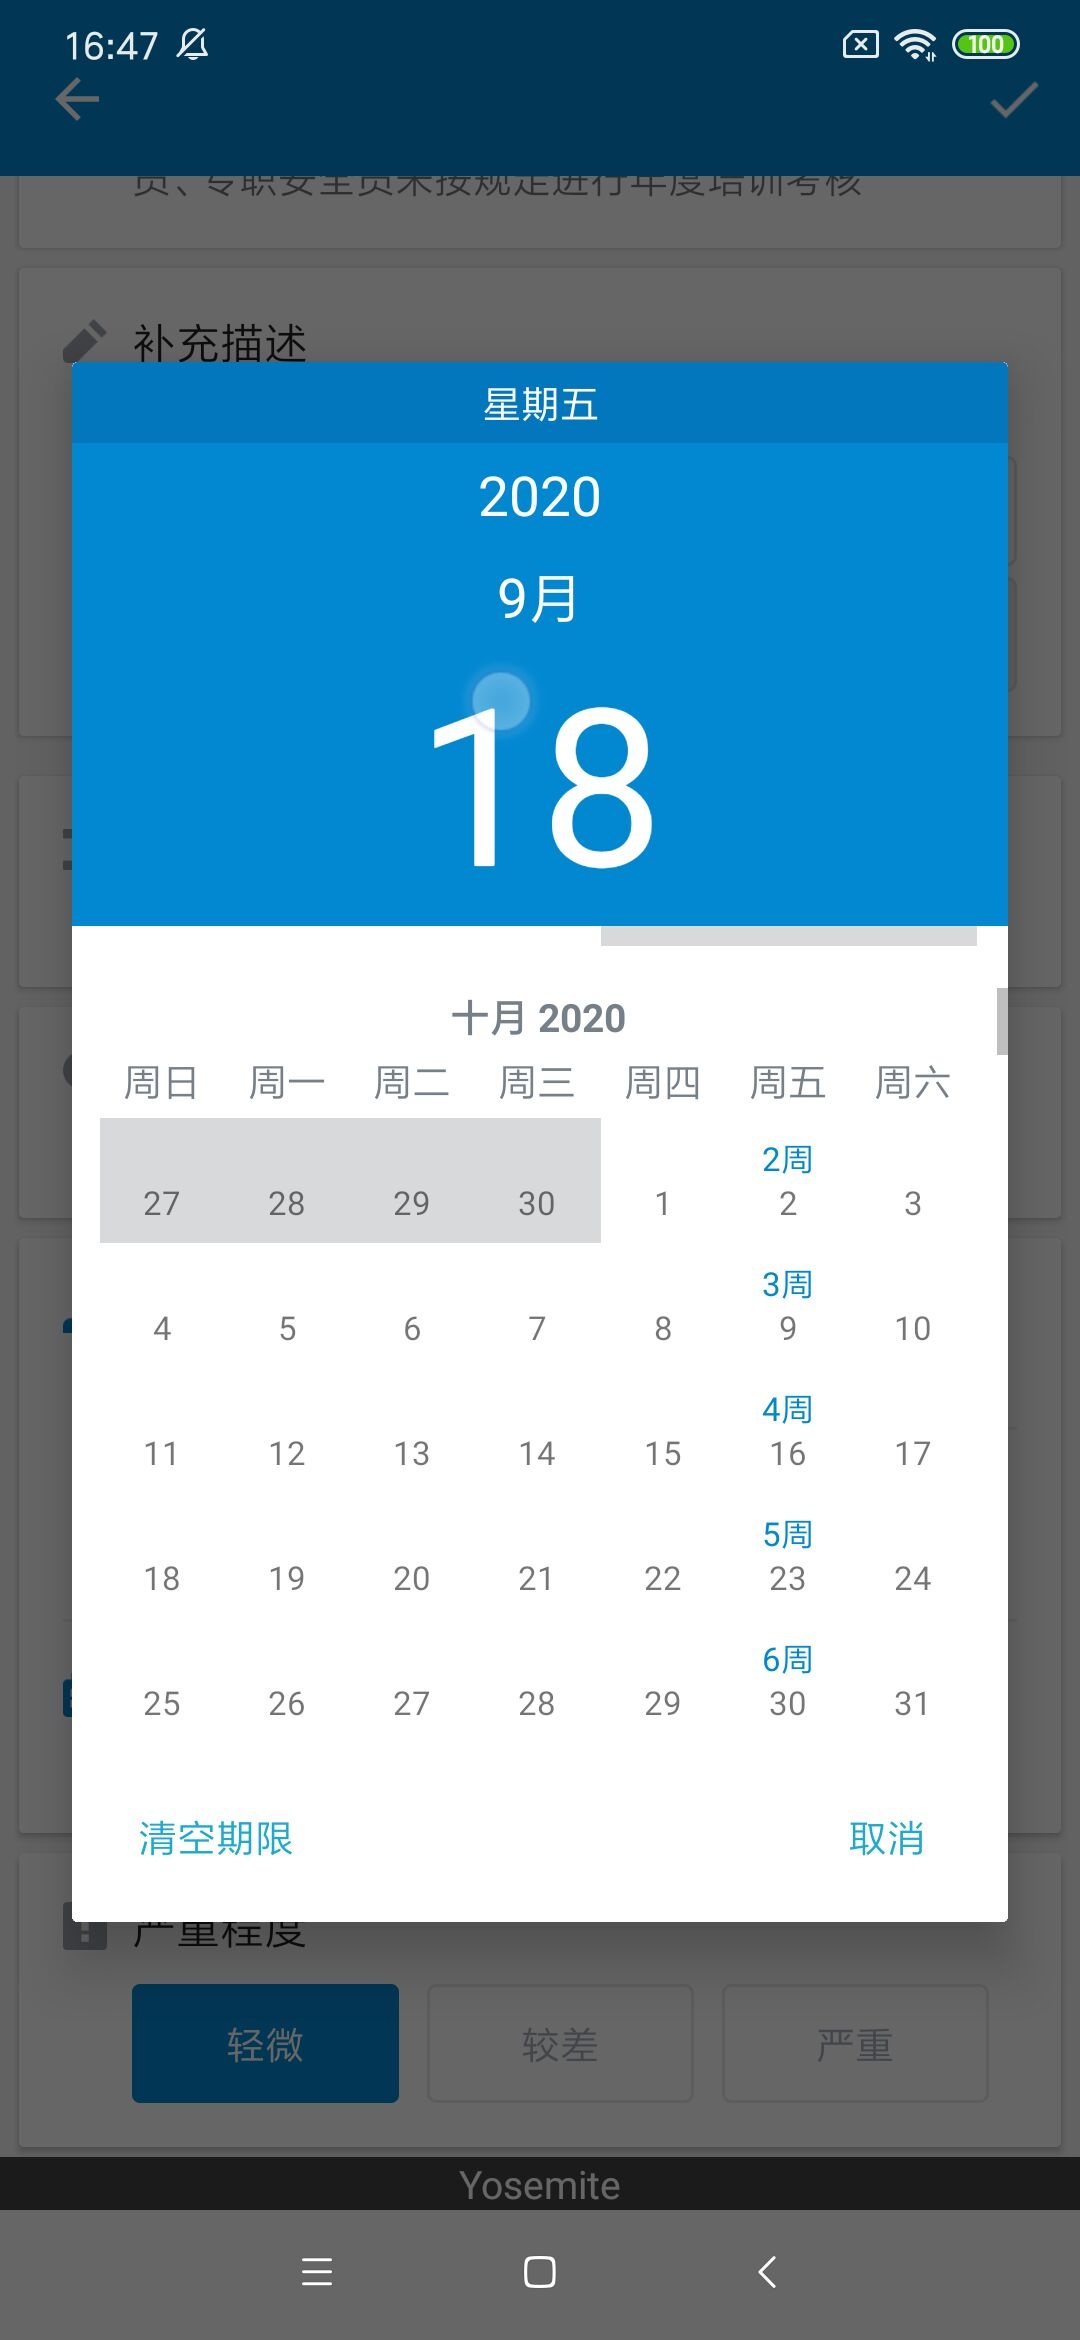 16:47
100
员、专职安全员未按规定进行年度培训考核
补充描述
星期五
2020
9月
18
十月 2020
周日 周一 周二 周三 周四 周五 周六
2周
27 28 29 30 1 2 3
3周
4 5 6 7 8 9 10
4周
11 12 13 14 15 16 17
5周
18 19 20 21 22 23 24
6周
25 26 27 28 29 30 31
清空期限 取消
严重程度
轻微 较差 严重
Yosemite